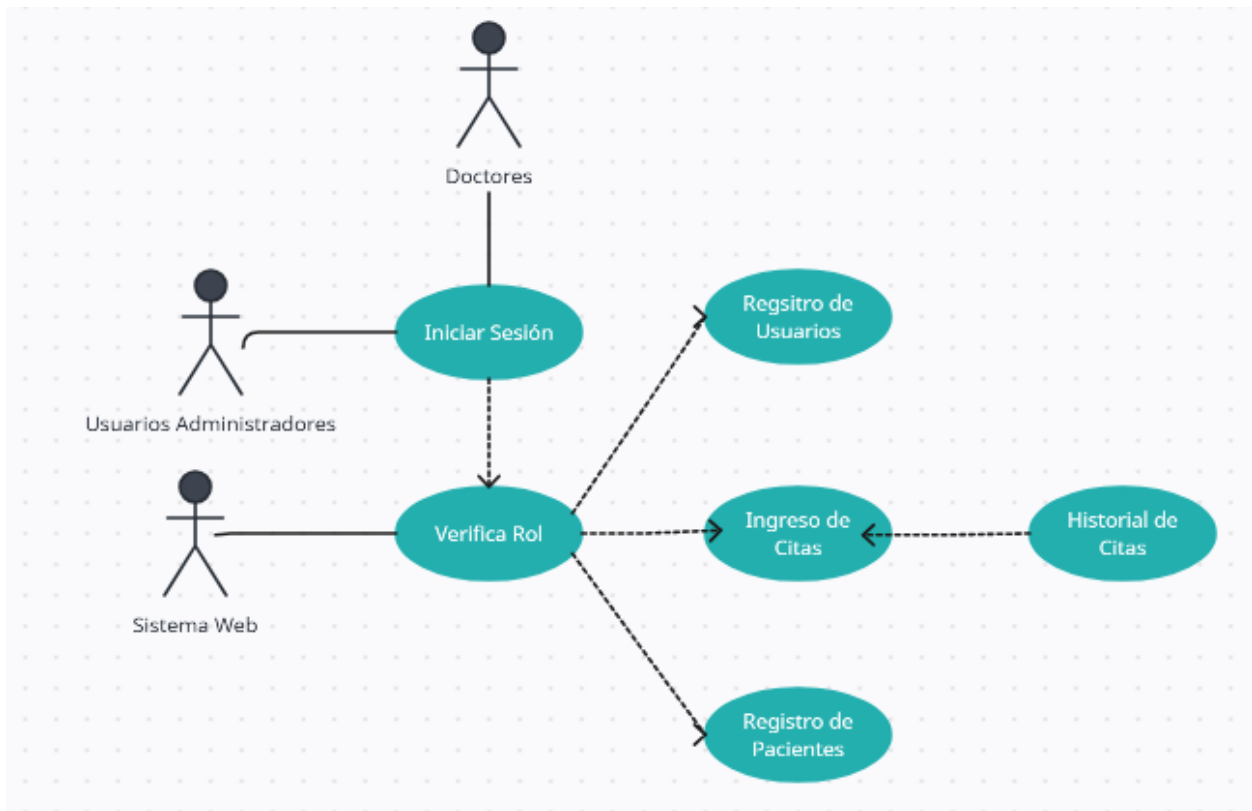 Doctores
Iniciar Sesión
Usuarios Administradores
Regsitro de
Usuarios
Verifica Rol
Sistema Web
Ingreso de
Citas
Historial de
Citas
Registro de
Pacientes